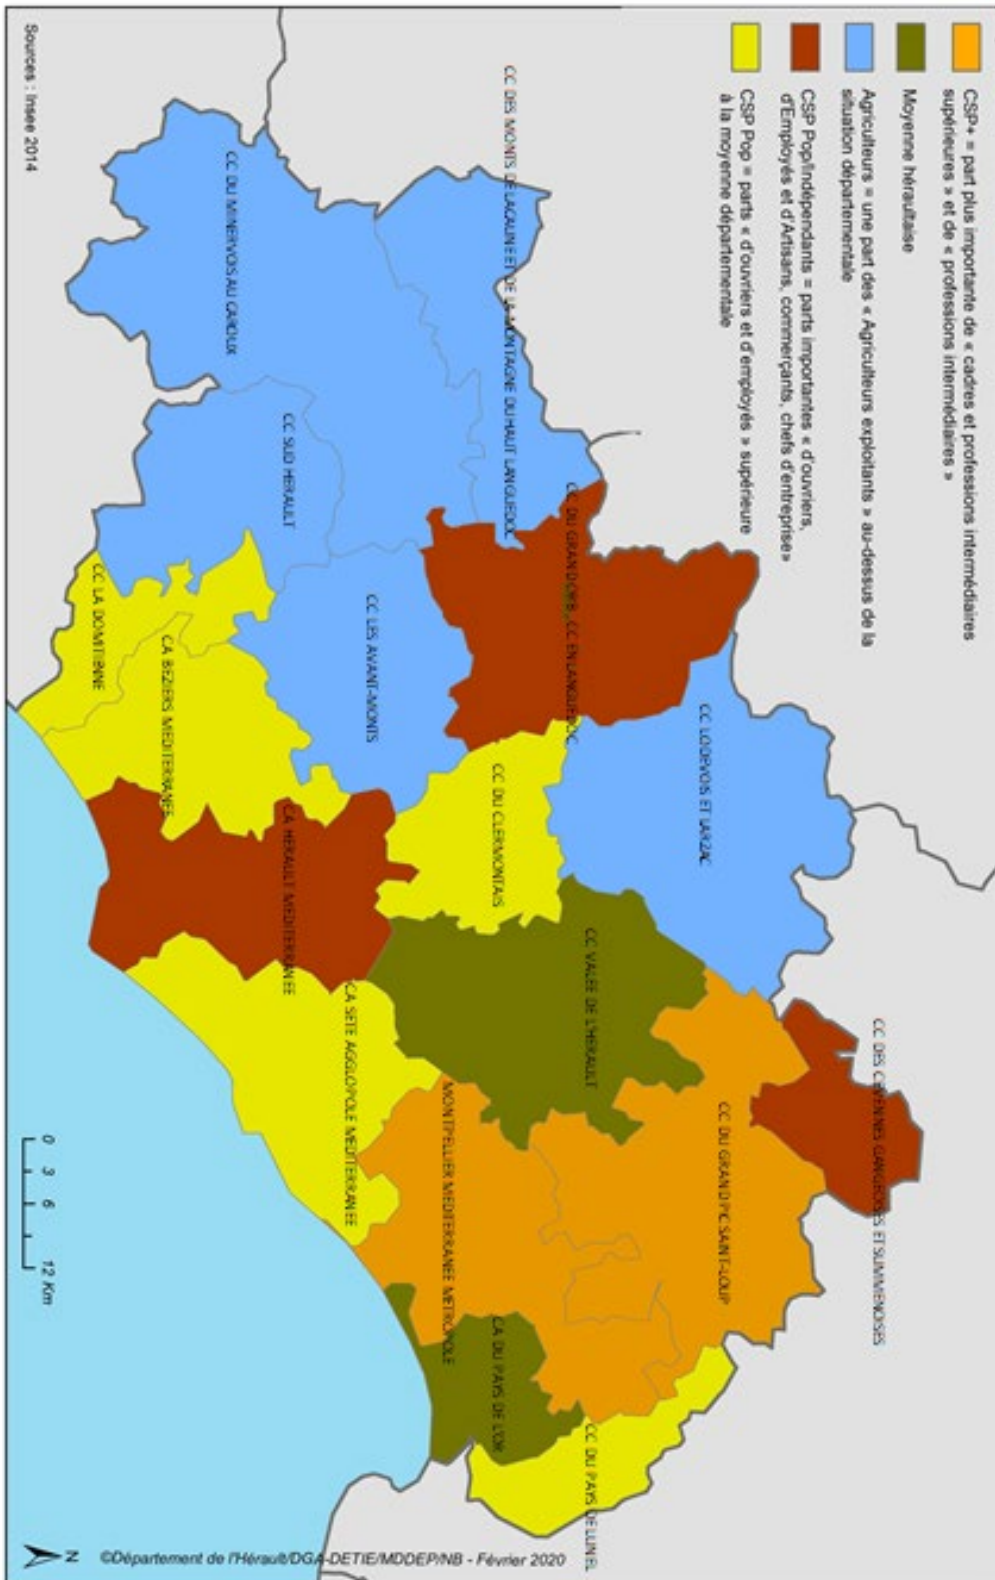 CSP+ = part plus importante de « cadres et professions intermédiaires
supérieures » et de « professions intermédiaires »
Moyenne héraultaise
Agriculteurs = une part des « Agriculteurs exploitants » au-dessus de la
situation départementale
CSP Pop/Indépendants = parts importantes « d'ouvriers,
d'Employés et d'Artisans, commerçants, chefs d'entreprise»
CSP Pop = parts « d'ouvriers et d'employés » supérieure
à la moyenne départementale
CC DES CEVENNES GANGEOISES ET SUMMENOISES
CC DU GRAND PIC SAINT-LOUP
CC LODEVOIS ET LARZAC
CC DU PAYS DE LUNEL
CC VALEE DE L'HERAULT
CC DU GRAND ORB, CC EN LANGUEDOC
CC DES MONTS DE LACAUNE ET DE LA MONTAGNE DU HAUT LANGUEDOC
CC DU CLERMONTAIS
CA DU PAYS DE L'OR
MONTPELLIER MEDITERRANEE METROPOLE
CC LES AVANT-MONTS
CA SETE AGGLOPOLE MEDITERRANEE
CC SUD HERAULT
CA HERAULT MEDITERRANEE
CC DU MINERVOIS AU CAROUX
CA BEZIERS MEDITERRANEE
CC LA DOMITIENNE
0 3 6 12 Km
Sources : Insee 2014
N
©Département de l'Hérault/DGA-DETIE/MDDEP/NB - Février 2020